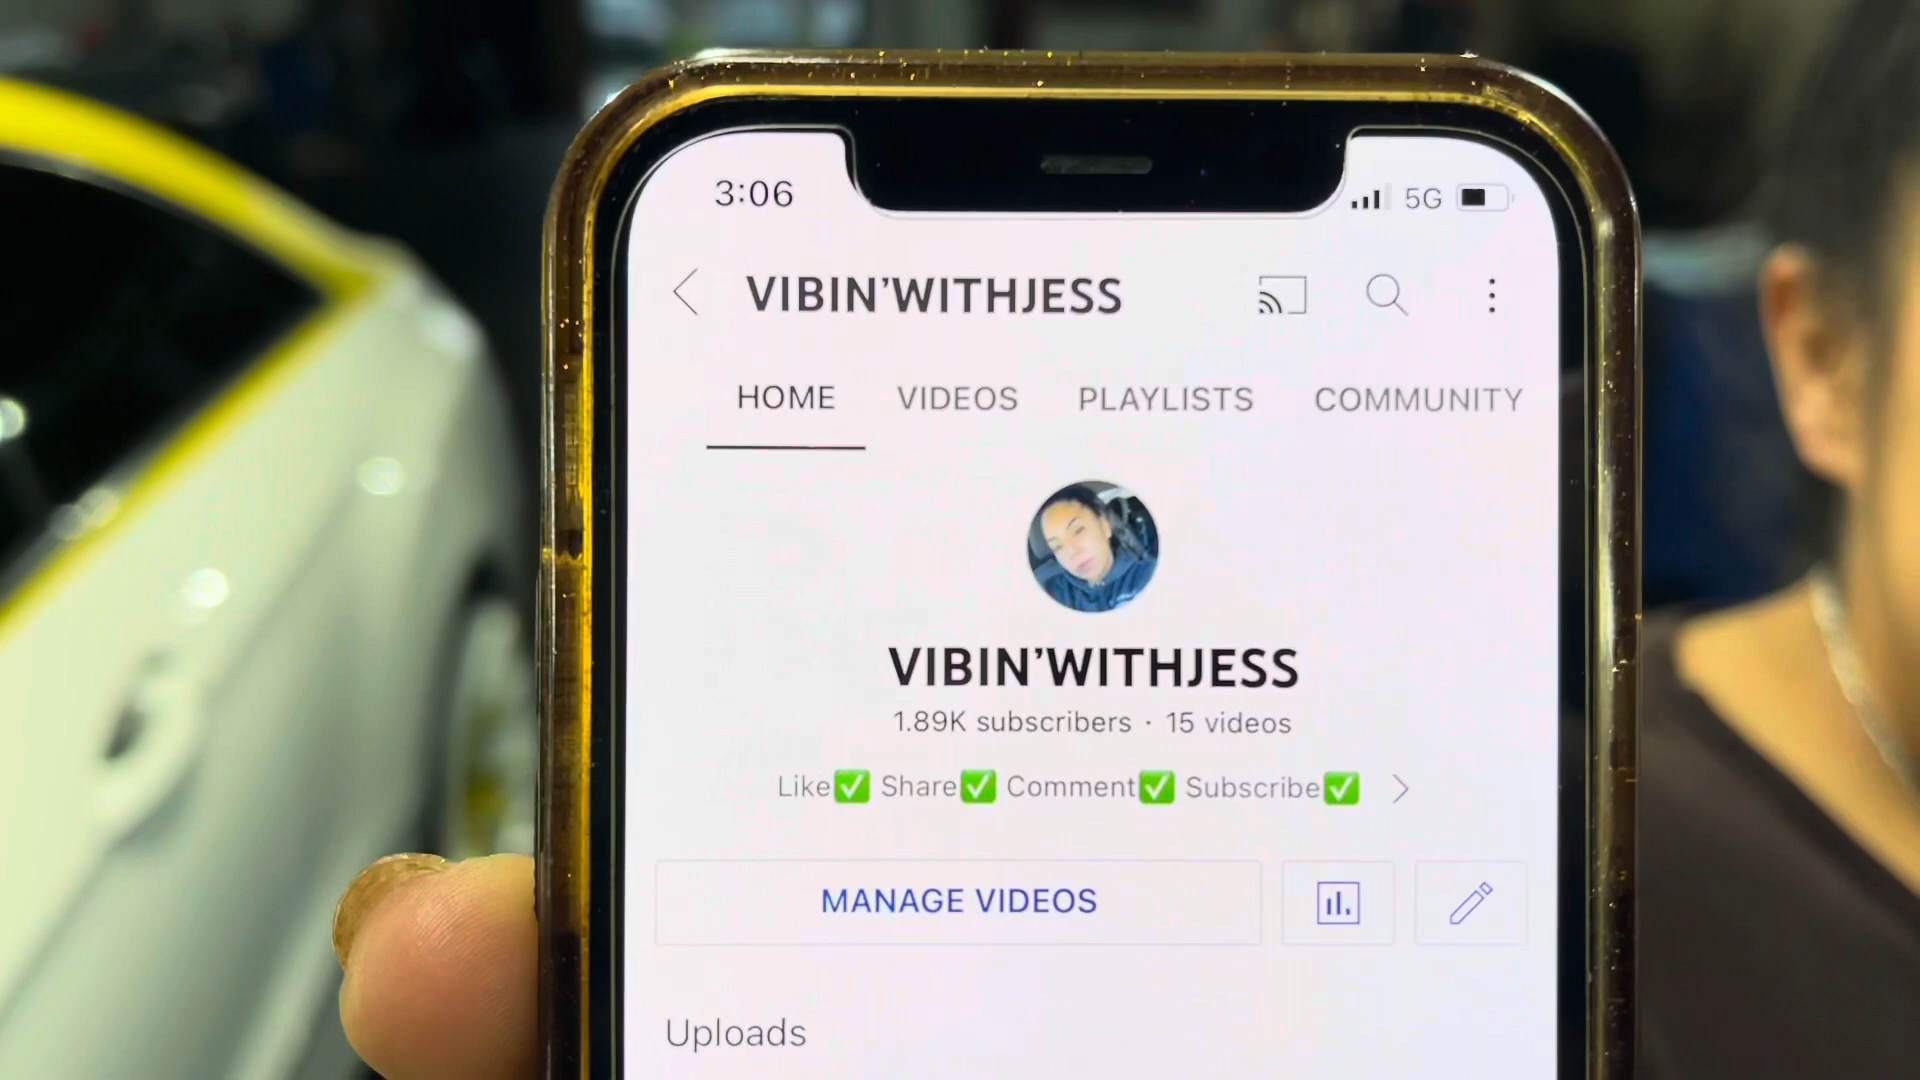 3:06 5G
VIBIN’WITHJESS
HOME VIDEOS PLAYLISTS COMMUNITY
VIBIN’WITHJESS
1.89K subscribers · 15 videos
Like✅ Share✅ Comment✅ Subscribe✅
MANAGE VIDEOS
Uploads